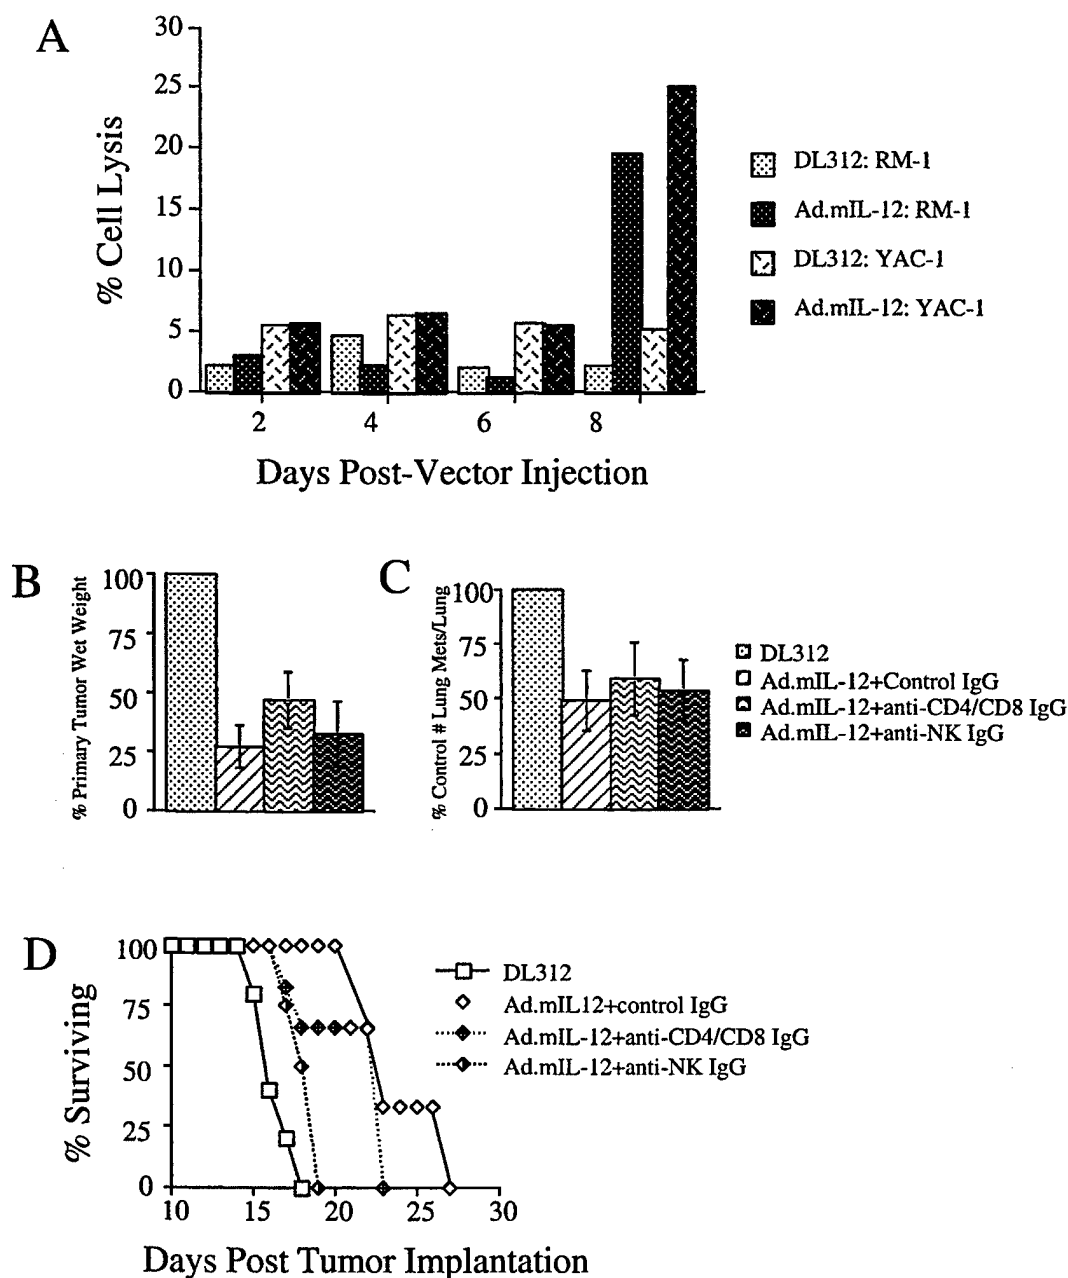 A
30
25
20
15
10
5
0
% Cell Lysis
2 4 6 8
Days Post-Vector Injection
DL312: RM-1
Ad.mIL-12: RM-1
DL312: YAC-1
Ad.mIL-12: YAC-1
B
100
75
50
25
0
% Primary Tumor Wet Weight
C
100
75
50
25
0
% Control # Lung Mets/Lung
DL312
Ad.mIL-12+Control IgG
Ad.mIL-12+anti-CD4/CD8 IgG
Ad.mIL-12+anti-NK IgG
D
100
75
50
25
0
% Surviving
10 15 20 25 30
Days Post Tumor Implantation
DL312
Ad.mIL12+control IgG
Ad.mIL-12+anti-CD4/CD8 IgG
Ad.mIL-12+anti-NK IgG